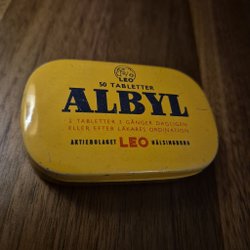 LEO
50 TABLETTER
ALBYL
2 TABLETTER 3 GÅNGER DAGLIGEN
ELLER EFTER LÄKARES ORDINATION
AKTIEBOLAGET LEO HÄLSINGBORG